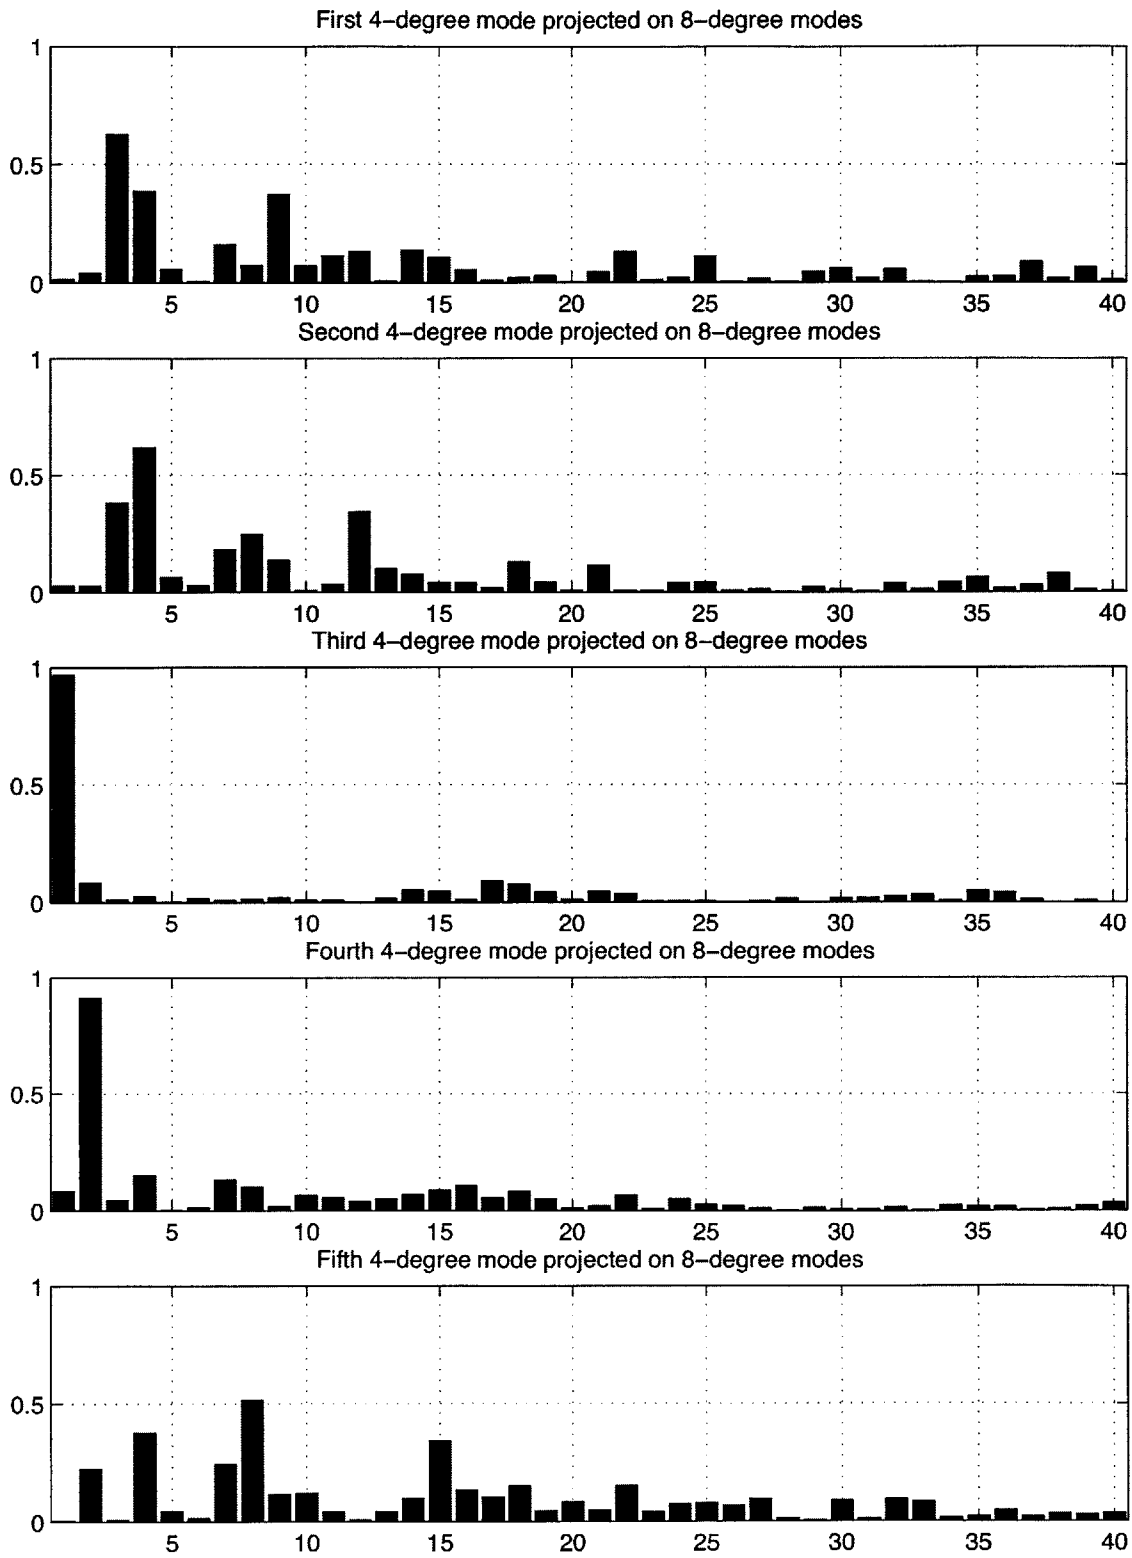 First 4–degree mode projected on 8–degree modes
1
0.5
0
5 10 15 20 25 30 35 40
Second 4–degree mode projected on 8–degree modes
1
0.5
0
5 10 15 20 25 30 35 40
Third 4–degree mode projected on 8–degree modes
1
0.5
0
5 10 15 20 25 30 35 40
Fourth 4–degree mode projected on 8–degree modes
1
0.5
0
5 10 15 20 25 30 35 40
Fifth 4–degree mode projected on 8–degree modes
1
0.5
0
5 10 15 20 25 30 35 40